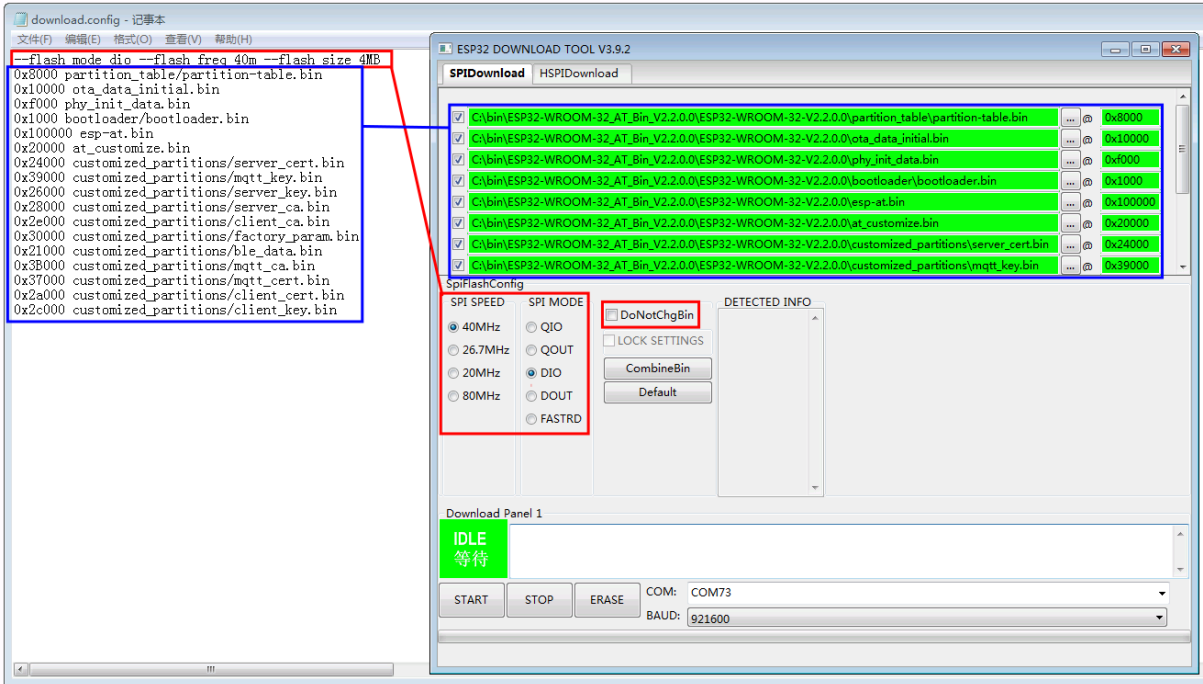 download.config - 记事本
文件(F) 编辑(E) 格式(O) 查看(V) 帮助(H)
--flash_mode dio --flash_freq 40m --flash_size 4MB
0x8000 partition_table/partition-table.bin
0x10000 ota_data_initial.bin
0xf000 phy_init_data.bin
0x1000 bootloader/bootloader.bin
0x100000 esp-at.bin
0x20000 at_customize.bin
0x24000 customized_partitions/server_cert.bin
0x39000 customized_partitions/mqtt_key.bin
0x26000 customized_partitions/server_key.bin
0x28000 customized_partitions/server_ca.bin
0x2e000 customized_partitions/client_ca.bin
0x30000 customized_partitions/factory_param.bin
0x21000 customized_partitions/ble_data.bin
0x3B000 customized_partitions/mqtt_ca.bin
0x37000 customized_partitions/mqtt_cert.bin
0x2a000 customized_partitions/client_cert.bin
0x2c000 customized_partitions/client_key.bin
ESP32 DOWNLOAD TOOL V3.9.2
SPIDownload HSPIDownload
C:\bin\ESP32-WROOM-32_AT_Bin_V2.2.0.0\ESP32-WROOM-32-V2.2.0.0\partition_table\partition-table.bin ... @ 0x8000
C:\bin\ESP32-WROOM-32_AT_Bin_V2.2.0.0\ESP32-WROOM-32-V2.2.0.0\ota_data_initial.bin ... @ 0x10000
C:\bin\ESP32-WROOM-32_AT_Bin_V2.2.0.0\ESP32-WROOM-32-V2.2.0.0\phy_init_data.bin ... @ 0xf000
C:\bin\ESP32-WROOM-32_AT_Bin_V2.2.0.0\ESP32-WROOM-32-V2.2.0.0\bootloader\bootloader.bin ... @ 0x1000
C:\bin\ESP32-WROOM-32_AT_Bin_V2.2.0.0\ESP32-WROOM-32-V2.2.0.0\esp-at.bin ... @ 0x100000
C:\bin\ESP32-WROOM-32_AT_Bin_V2.2.0.0\ESP32-WROOM-32-V2.2.0.0\at_customize.bin ... @ 0x20000
C:\bin\ESP32-WROOM-32_AT_Bin_V2.2.0.0\ESP32-WROOM-32-V2.2.0.0\customized_partitions\server_cert.bin ... @ 0x24000
C:\bin\ESP32-WROOM-32_AT_Bin_V2.2.0.0\ESP32-WROOM-32-V2.2.0.0\customized_partitions\mqtt_key.bin ... @ 0x39000
SpiFlashConfig
SPI SPEED
40MHz
26.7MHz
20MHz
80MHz
SPI MODE
QIO
QOUT
DIO
DOUT
FASTRD
DoNotChgBin
LOCK SETTINGS
CombineBin
Default
DETECTED INFO
Download Panel 1
IDLE
等待
START STOP ERASE
COM: COM73
BAUD: 921600